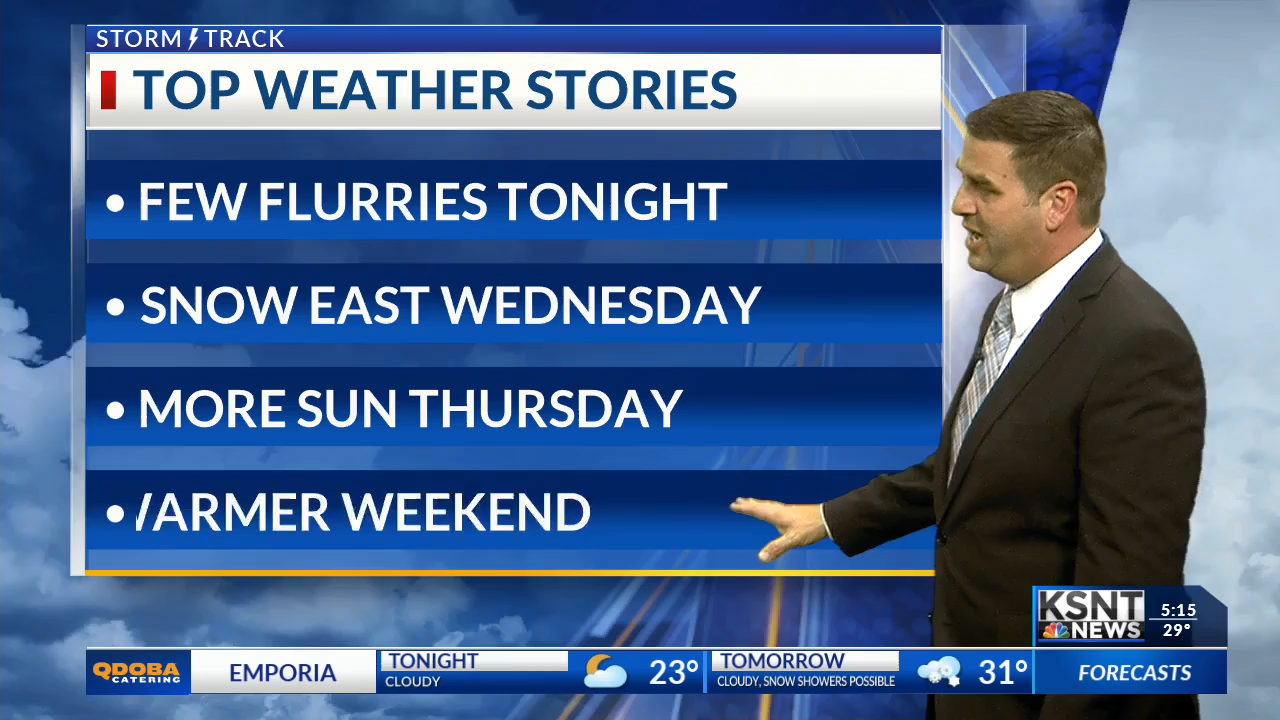 STORM TRACK
TOP WEATHER STORIES
• FEW FLURRIES TONIGHT
• SNOW EAST WEDNESDAY
• MORE SUN THURSDAY
• /ARMER WEEKEND
KSNT
NEWS
5:15
29°
QDOBA
CATERING
EMPORIA
TONIGHT
CLOUDY
23°
TOMORROW
CLOUDY, SNOW SHOWERS POSSIBLE
31°
FORECASTS